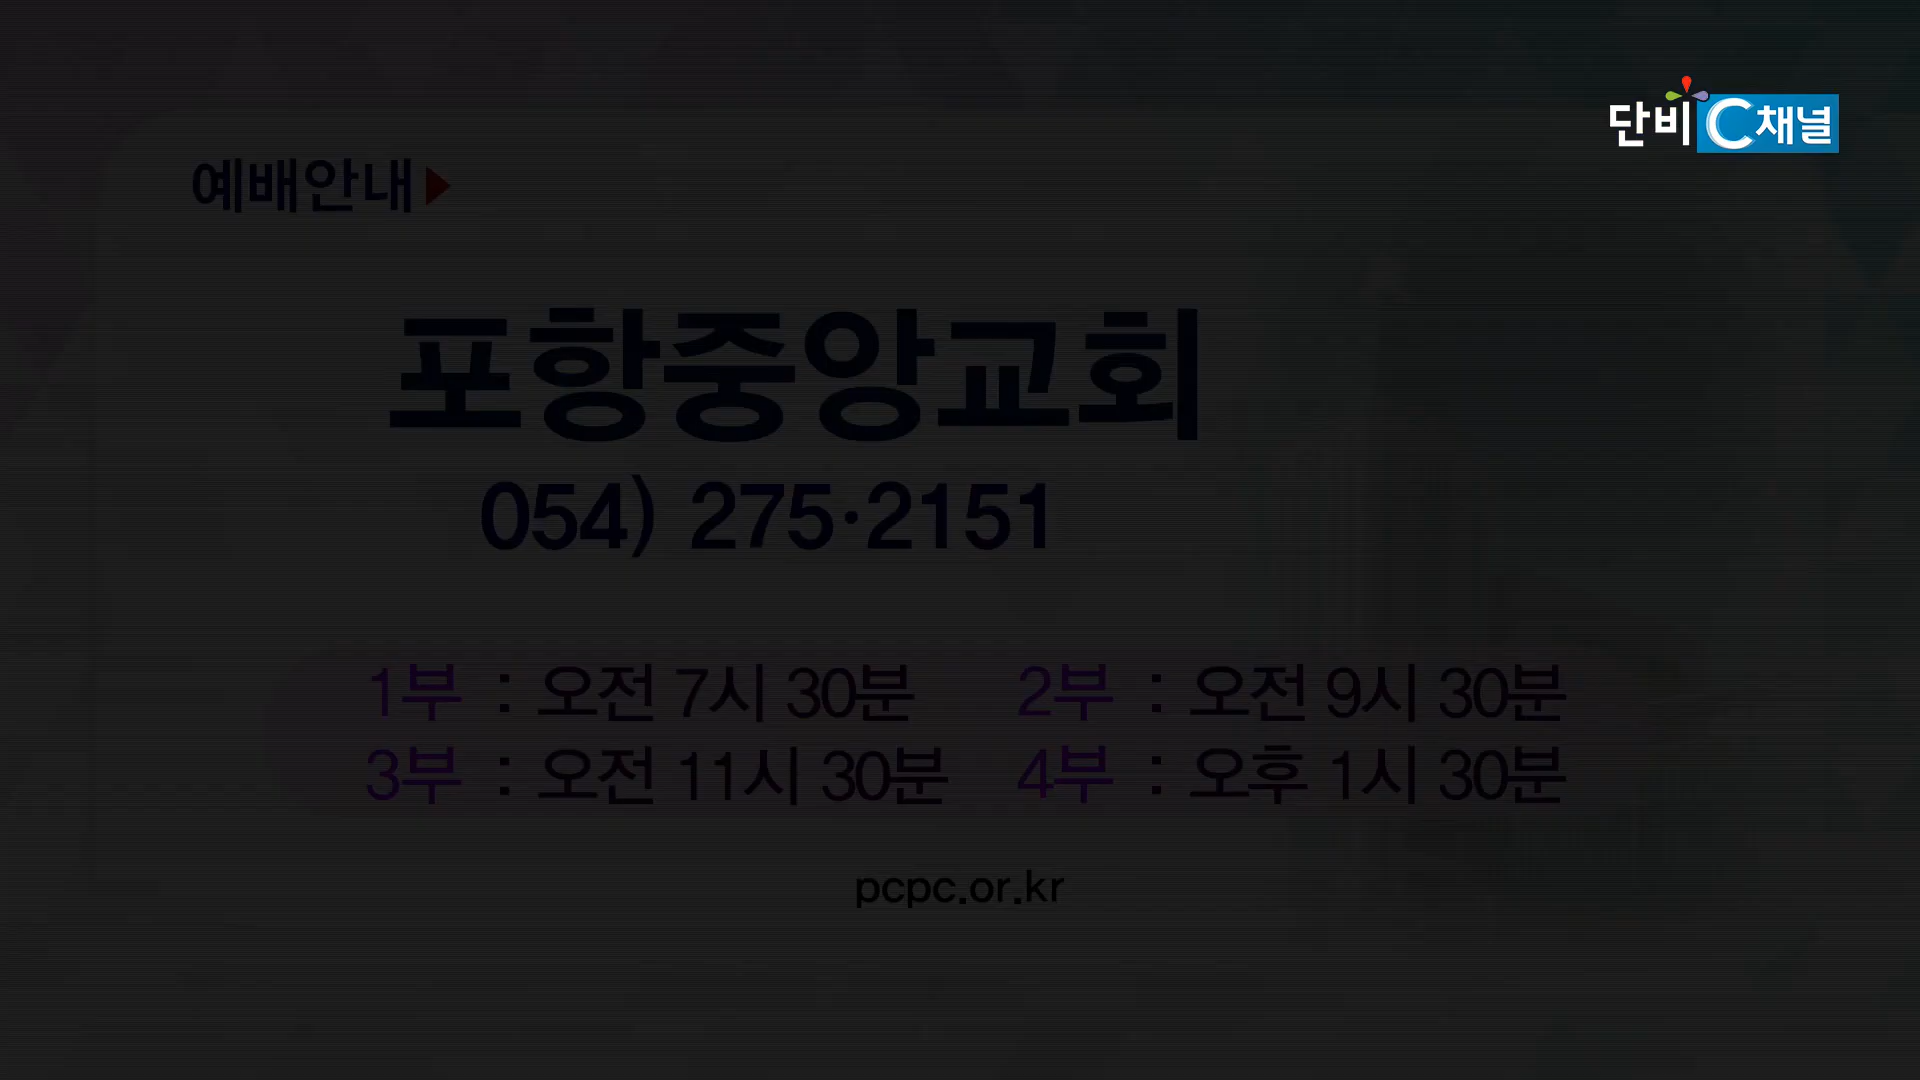 단비 C채널
예배안내▶
포항중앙교회
054) 275·2151
1부 : 오전 7시 30분 2부 : 오전 9시 30분
3부 : 오전 11시 30분 4부 : 오후 1시 30분
pcpc.or.kr